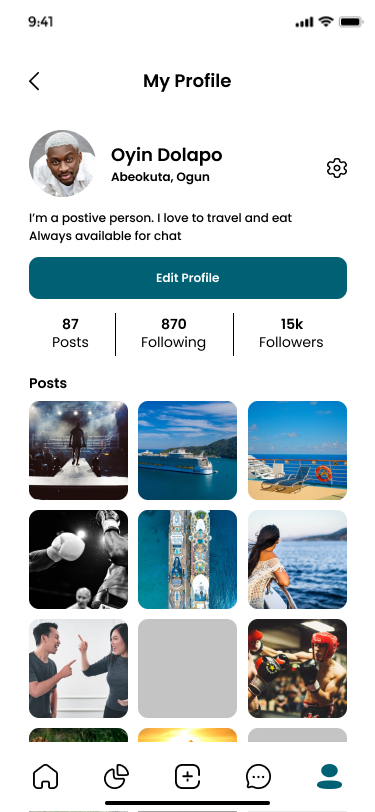 9:41
My Profile
Oyin Dolapo
Abeokuta, Ogun
I'm a postive person. I love to travel and eat
Always available for chat
Edit Profile
87
Posts
870
Following
15k
Followers
Posts